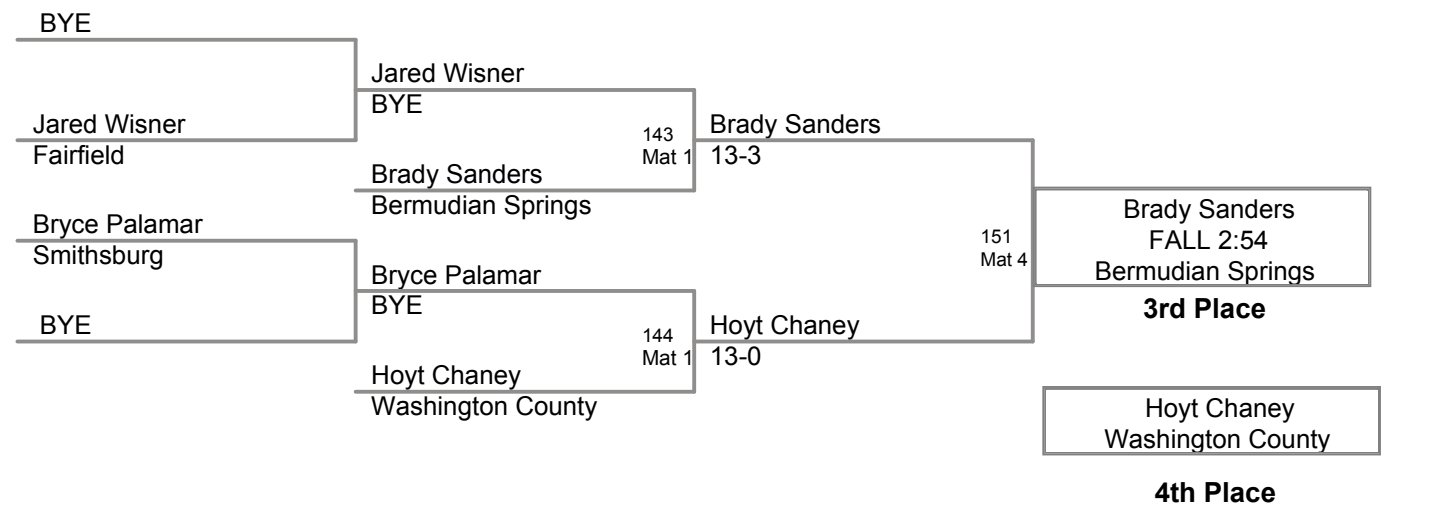 BYE
Jared Wisner
Fairfield
Bryce Palamar
Smithsburg
BYE
Jared Wisner
BYE
143
Mat 1
Brady Sanders
Bermudian Springs
Bryce Palamar
BYE
144
Mat 1
Hoyt Chaney
Washington County
Brady Sanders
13-3
151
Mat 4
Hoyt Chaney
13-0
Brady Sanders
FALL 2:54
Bermudian Springs
3rd Place
Hoyt Chaney
Washington County
4th Place